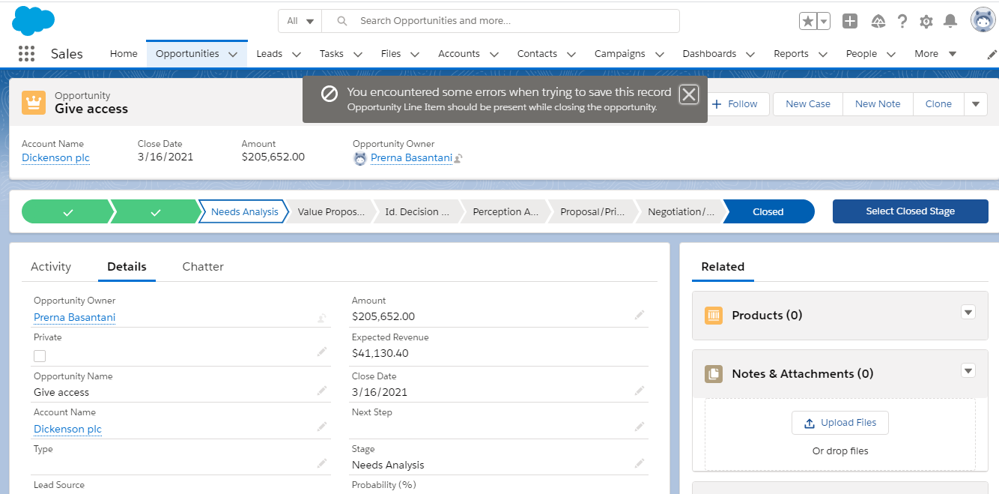 All
Search Opportunities and more...
Sales
Home
Opportunities
Leads
Tasks
Files
Accounts
Contacts
Campaigns
Dashboards
Reports
People
More
You encountered some errors when trying to save this record
Opportunity Line Item should be present while closing the opportunity.
Opportunity
Give access
+ Follow
New Case
New Note
Clone
Account Name
Dickenson plc
Close Date
3/16/2021
Amount
$205,652.00
Opportunity Owner
Prerna Basantani
Needs Analysis
Value Propos...
Id. Decision ...
Perception A...
Proposal/Pri...
Negotiation/...
Closed
Select Closed Stage
Activity
Details
Chatter
Opportunity Owner
Prerna Basantani
Private
Opportunity Name
Give access
Account Name
Dickenson plc
Type
Lead Source
Amount
$205,652.00
Expected Revenue
$41,130.40
Close Date
3/16/2021
Next Step
Stage
Needs Analysis
Probability (%)
Related
Products (0)
Notes & Attachments (0)
Upload Files
Or drop files